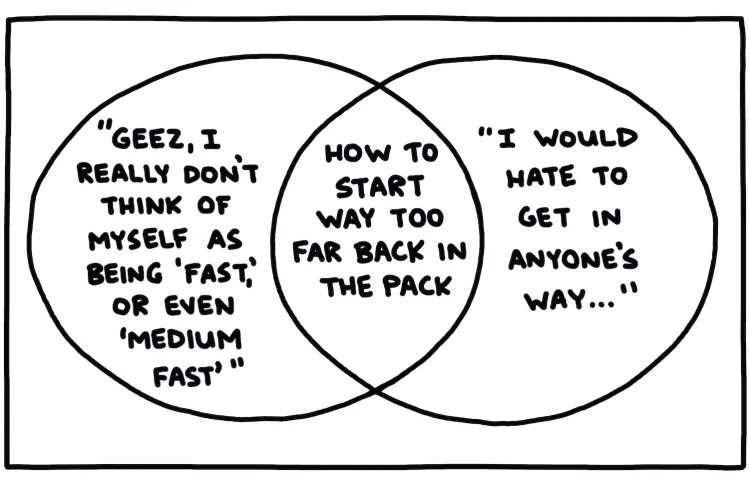 "GEEZ, I
REALLY DON'T
THINK OF
MYSELF AS
BEING 'FAST,'
OR EVEN
'MEDIUM
FAST' "
HOW TO
START
WAY TOO
FAR BACK IN
THE PACK
"I WOULD
HATE TO
GET IN
ANYONE'S
WAY..."